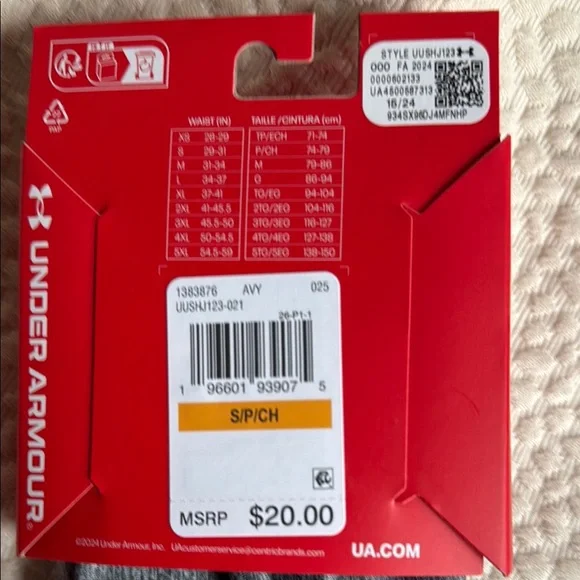 STYLE UUSHJ123
000 FA 2024
0000602133
UA4500587313
15/24
934SX96DJ4MFNHP
PAP
WAIST (IN) TAILLE/CINTURA (cm)
XS 28-29 TP/ECH 71-74
S 29-31 P/CH 74-79
M 31-34 M 79-86
L 34-37 G 86-94
XL 37-41 TG/EG 94-104
2XL 41-45.5 2TG/2EG 104-116
3XL 45.5-50 3TG/3EG 116-127
4XL 50-54.5 4TG/4EG 127-138
5XL 54.5-59 5TG/5EG 138-150
UNDER ARMOUR®
1383876 AVY 025
UUSHJ123-021
26-P1-1
1 96601 93907 5
S/P/CH
MSRP $20.00
©2024 Under Armour, Inc. UAcustomerservice@centricbrands.com UA.COM